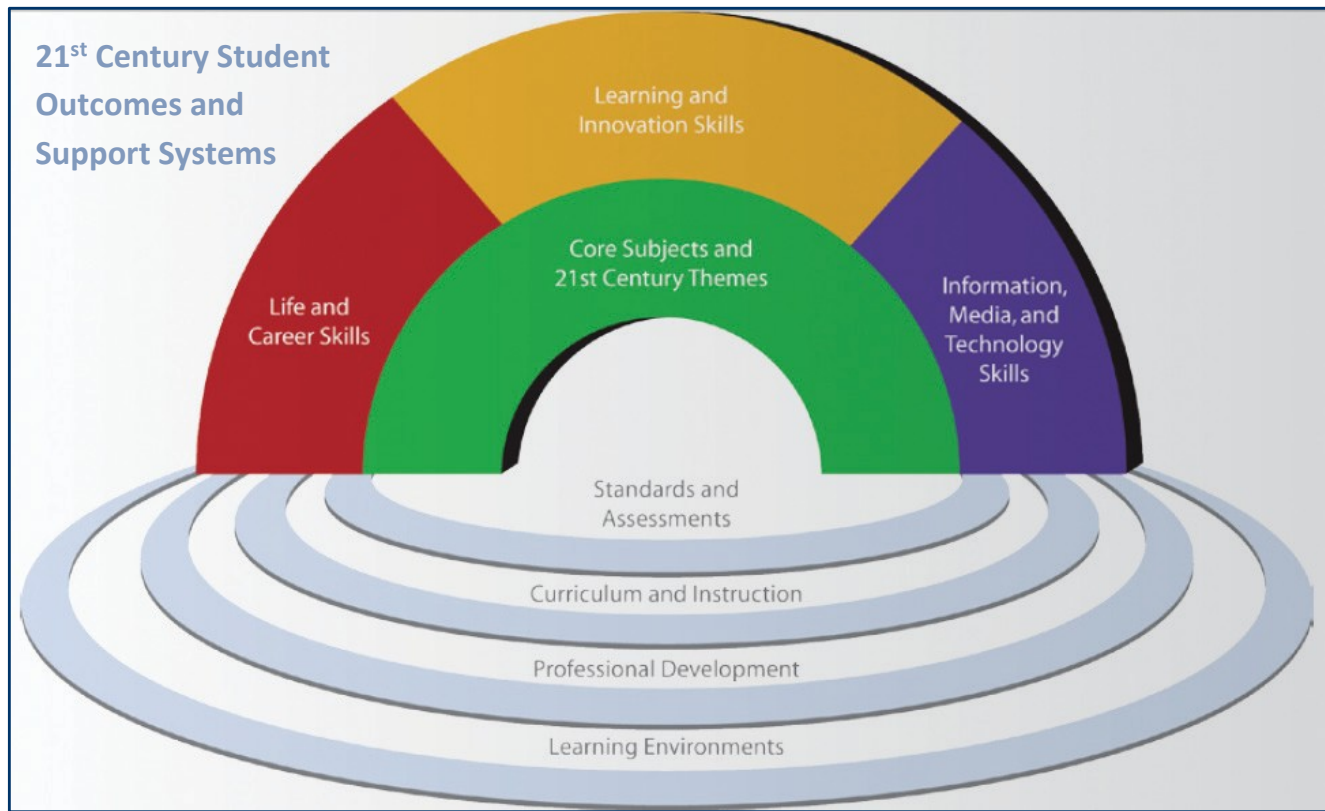 21st Century Student
Outcomes and
Support Systems
Learning and
Innovation Skills
Core Subjects and
21st Century Themes
Life and
Career Skills
Information,
Media, and
Technology
Skills
Standards and
Assessments
Curriculum and Instruction
Professional Development
Learning Environments